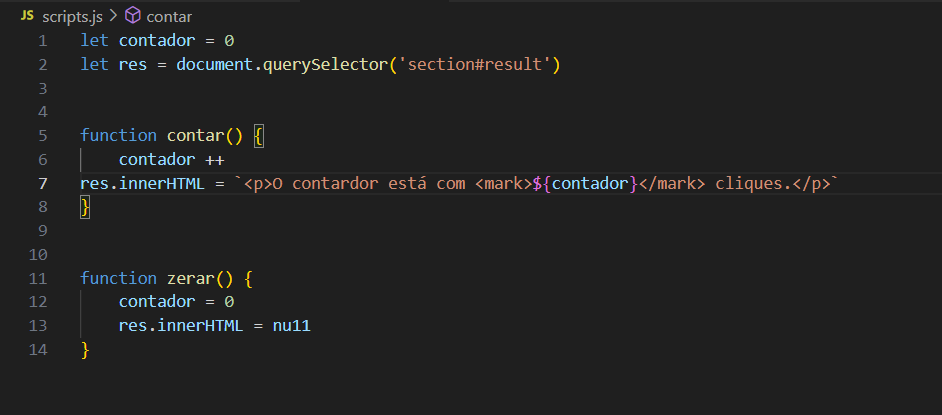 JS scripts.js > contar
1 let contador = 0
2 let res = document.querySelector('section#result')
3
4
5 function contar() {
6 contador ++
7 res.innerHTML = `<p>O contardor está com <mark>${contador}</mark> cliques.</p>`
8 }
9
10
11 function zerar() {
12 contador = 0
13 res.innerHTML = nu11
14 }